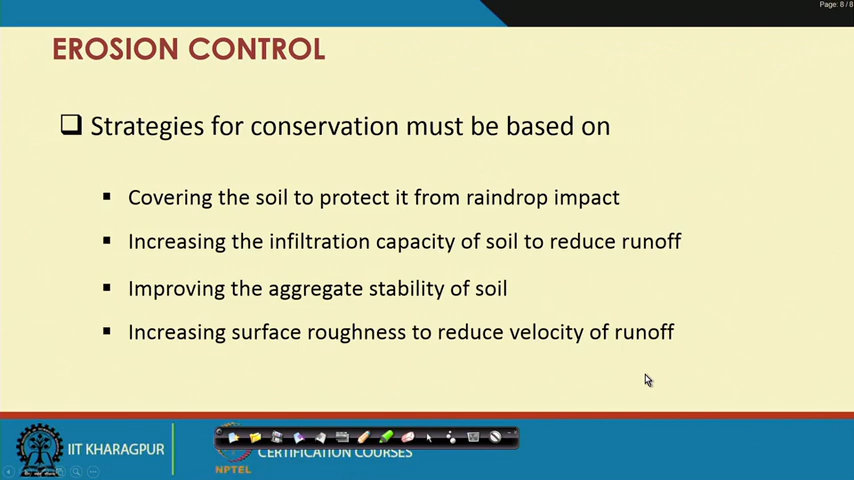 Page: 8 / 8
EROSION CONTROL
Strategies for conservation must be based on
Covering the soil to protect it from raindrop impact
Increasing the infiltration capacity of soil to reduce runoff
Improving the aggregate stability of soil
Increasing surface roughness to reduce velocity of runoff
IIT KHARAGPUR
NPTEL
CERTIFICATION COURSES